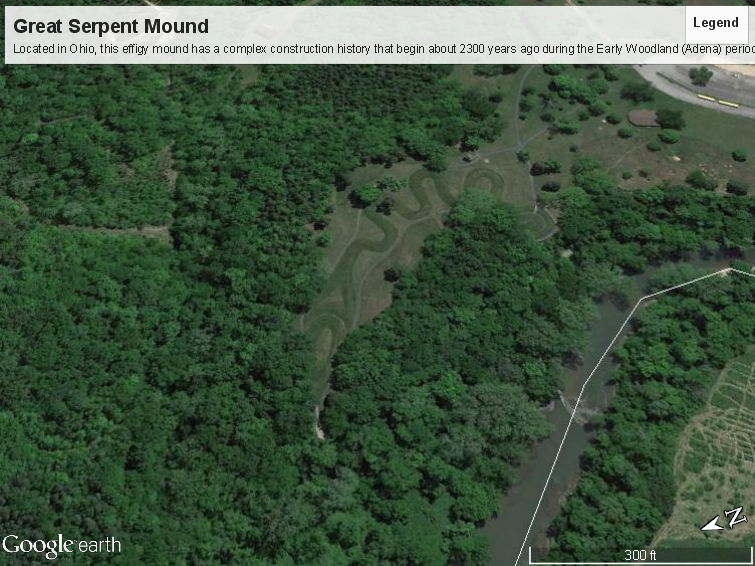 Great Serpent Mound
Legend
Located in Ohio, this effigy mound has a complex construction history that begin about 2300 years ago during the Early Woodland (Adena) period
N
Google earth
300 ft